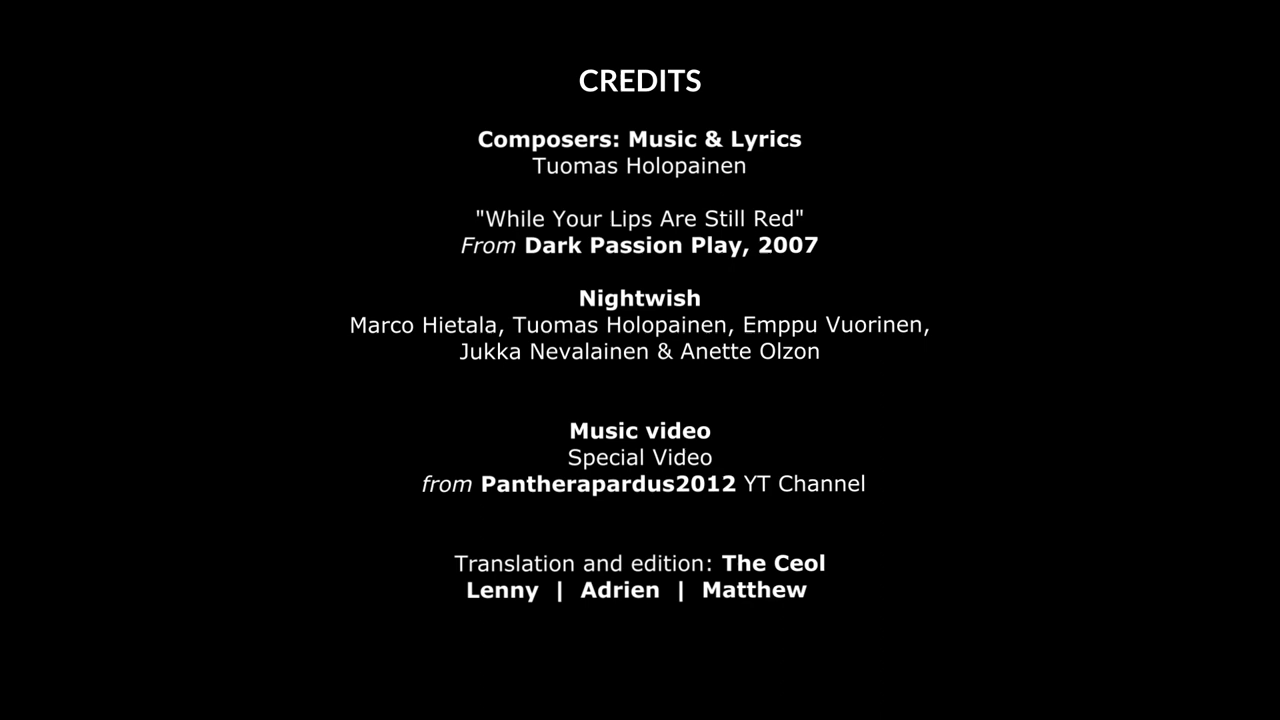 CREDITS
Composers: Music & Lyrics
Tuomas Holopainen
"While Your Lips Are Still Red"
From Dark Passion Play, 2007
Nightwish
Marco Hietala, Tuomas Holopainen, Emppu Vuorinen,
Jukka Nevalainen & Anette Olzon
Music video
Special Video
from Pantherapardus2012 YT Channel
Translation and edition: The Ceol
Lenny | Adrien | Matthew